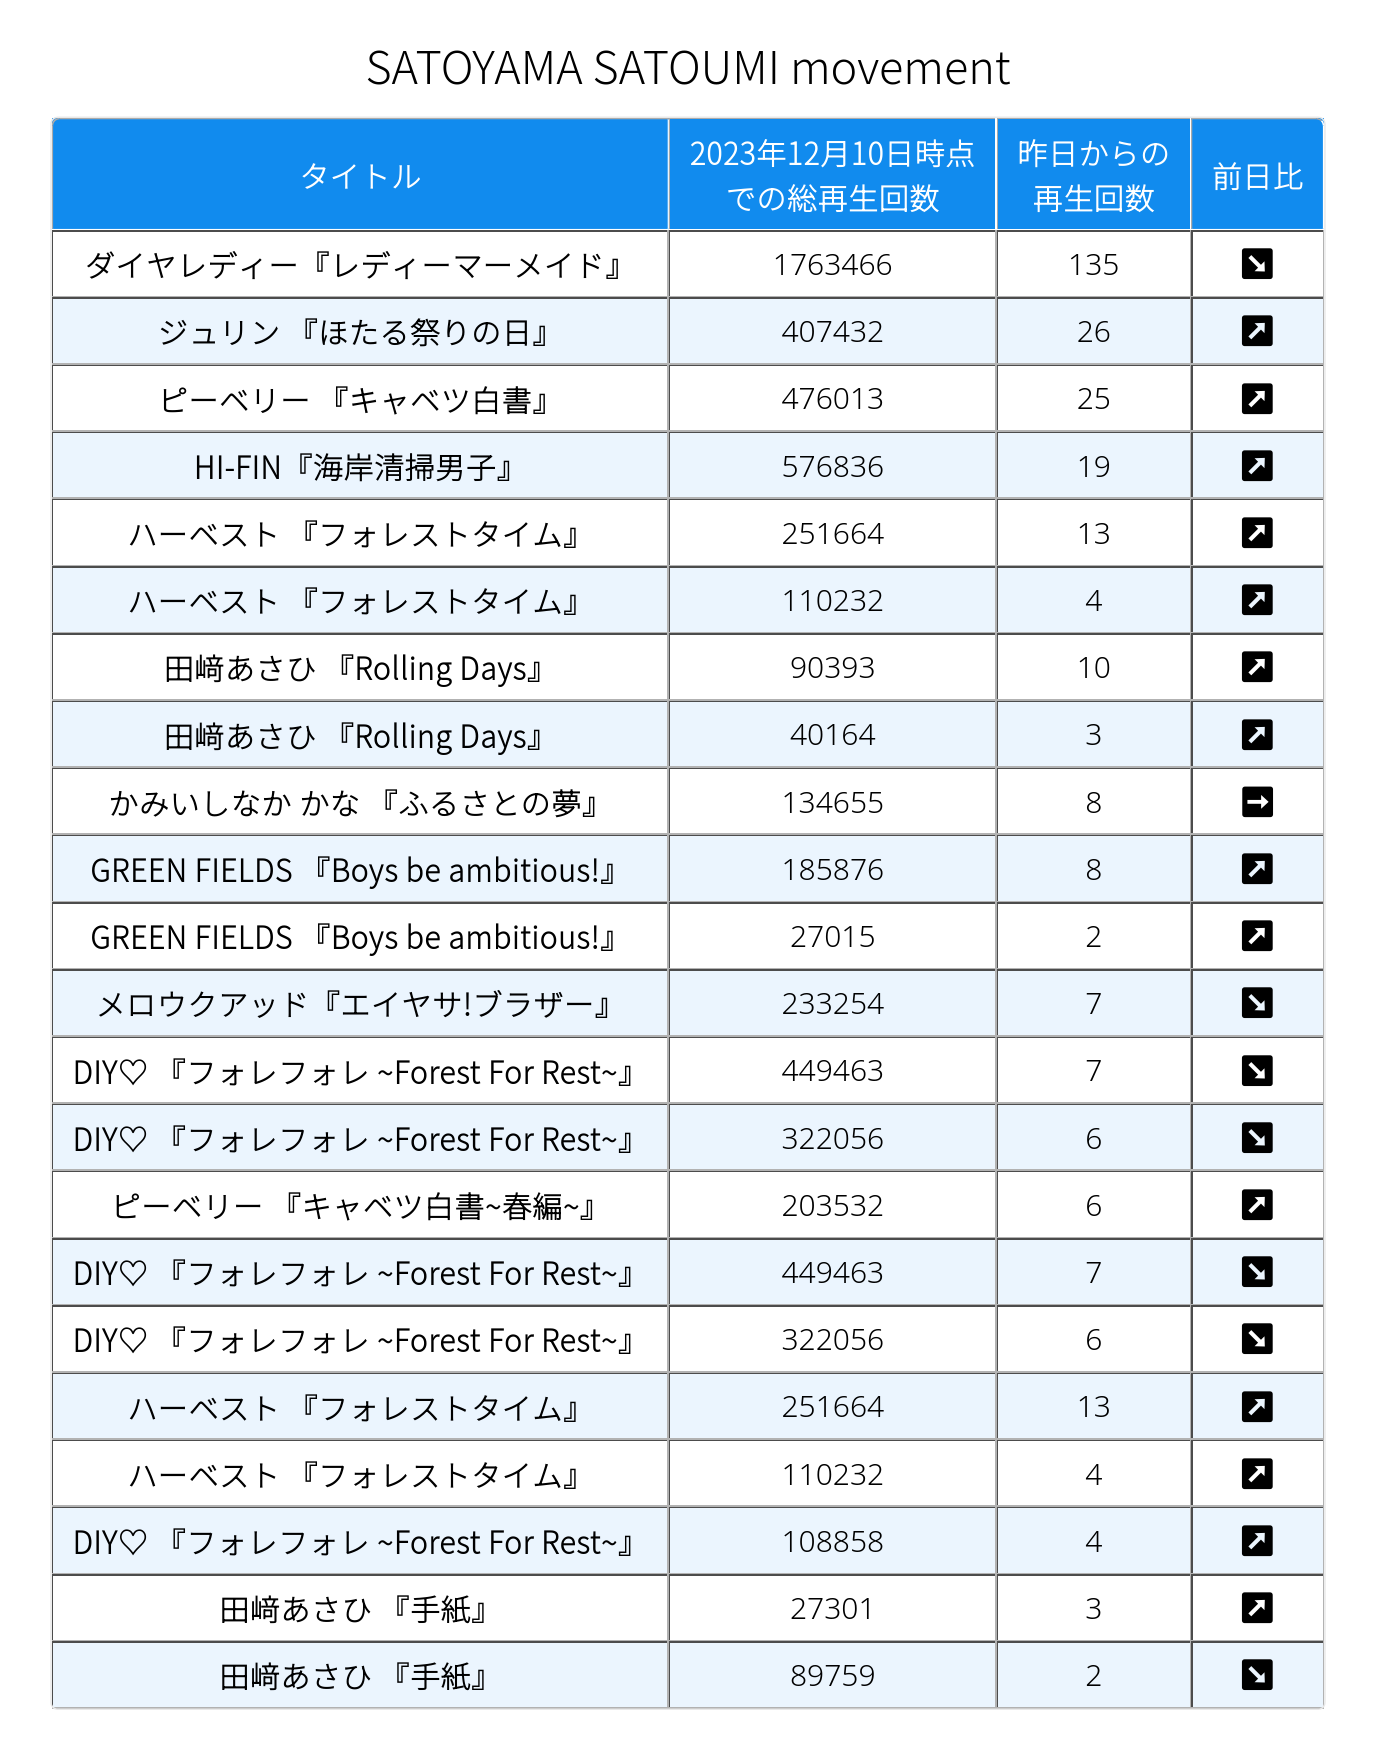 SATOYAMA SATOUMI movement
タイトル 2023年12月10日時点での総再生回数 昨日からの再生回数 前日比
ダイヤレディー『レディーマーメイド』 1763466 135 ↘
ジュリン 『ほたる祭りの日』 407432 26 ↗
ピーベリー 『キャベツ白書』 476013 25 ↗
HI-FIN『海岸清掃男子』 576836 19 ↗
ハーベスト 『フォレストタイム』 251664 13 ↗
ハーベスト 『フォレストタイム』 110232 4 ↗
田﨑あさひ 『Rolling Days』 90393 10 ↗
田﨑あさひ 『Rolling Days』 40164 3 ↗
かみいしなか かな 『ふるさとの夢』 134655 8 →
GREEN FIELDS 『Boys be ambitious!』 185876 8 ↗
GREEN FIELDS 『Boys be ambitious!』 27015 2 ↗
メロウクアッド『エイヤサ!ブラザー』 233254 7 ↘
DIY♡ 『フォレフォレ ~Forest For Rest~』 449463 7 ↘
DIY♡ 『フォレフォレ ~Forest For Rest~』 322056 6 ↘
ピーベリー 『キャベツ白書~春編~』 203532 6 ↗
DIY♡ 『フォレフォレ ~Forest For Rest~』 449463 7 ↘
DIY♡ 『フォレフォレ ~Forest For Rest~』 322056 6 ↘
ハーベスト 『フォレストタイム』 251664 13 ↗
ハーベスト 『フォレストタイム』 110232 4 ↗
DIY♡ 『フォレフォレ ~Forest For Rest~』 108858 4 ↗
田﨑あさひ 『手紙』 27301 3 ↗
田﨑あさひ 『手紙』 89759 2 ↘